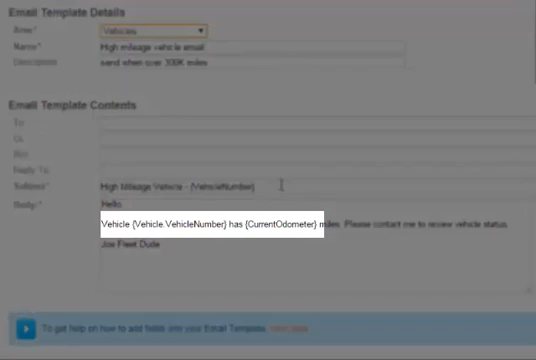 Email Template Details
Area* Vehicles
Name* High mileage vehicle email
Description send when over 300K miles
Email Template Contents
To
Cc
Bcc
Reply To
Subject* High Mileage Vehicle - {VehicleNumber}
Body* Hello
Vehicle {Vehicle.VehicleNumber} has {CurrentOdometer} miles. Please contact me to review vehicle status.
Joe Fleet Dude
To get help on how to add fields into your Email Template,